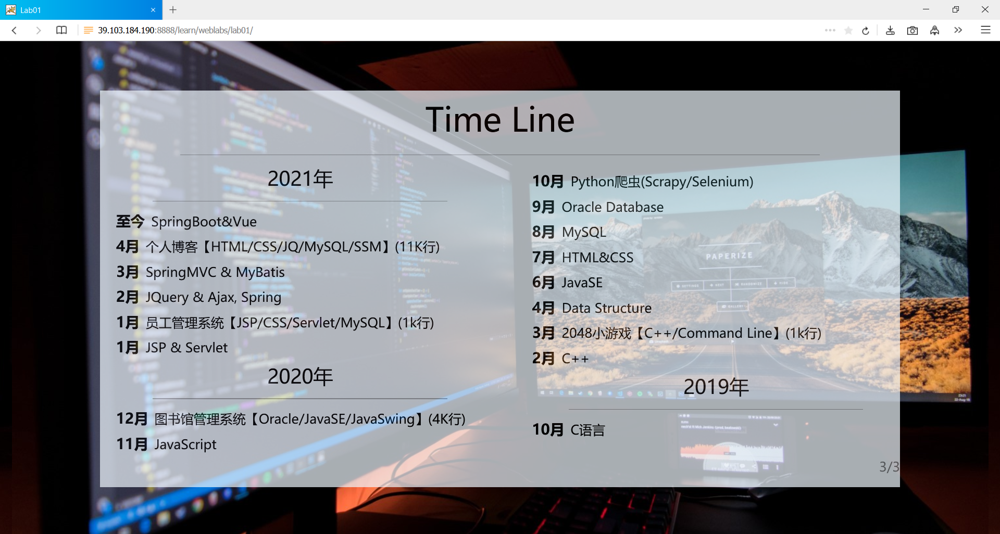 Lab01
39.103.184.190:8888/learn/weblabs/lab01/
Time Line
2021年
至今 SpringBoot&Vue
4月 个人博客【HTML/CSS/JQ/MySQL/SSM】(11K行)
3月 SpringMVC & MyBatis
2月 JQuery & Ajax, Spring
1月 员工管理系统【JSP/CSS/Servlet/MySQL】(1k行)
1月 JSP & Servlet
2020年
12月 图书馆管理系统【Oracle/JavaSE/JavaSwing】(4K行)
11月 JavaScript
10月 Python爬虫(Scrapy/Selenium)
9月 Oracle Database
8月 MySQL
7月 HTML&CSS
6月 JavaSE
4月 Data Structure
3月 2048小游戏【C++/Command Line】(1k行)
2月 C++
2019年
10月 C语言
3/3
PAPERIZE
SETTINGS
NEXT
RANDOMIZE
HIDE
GALLERY